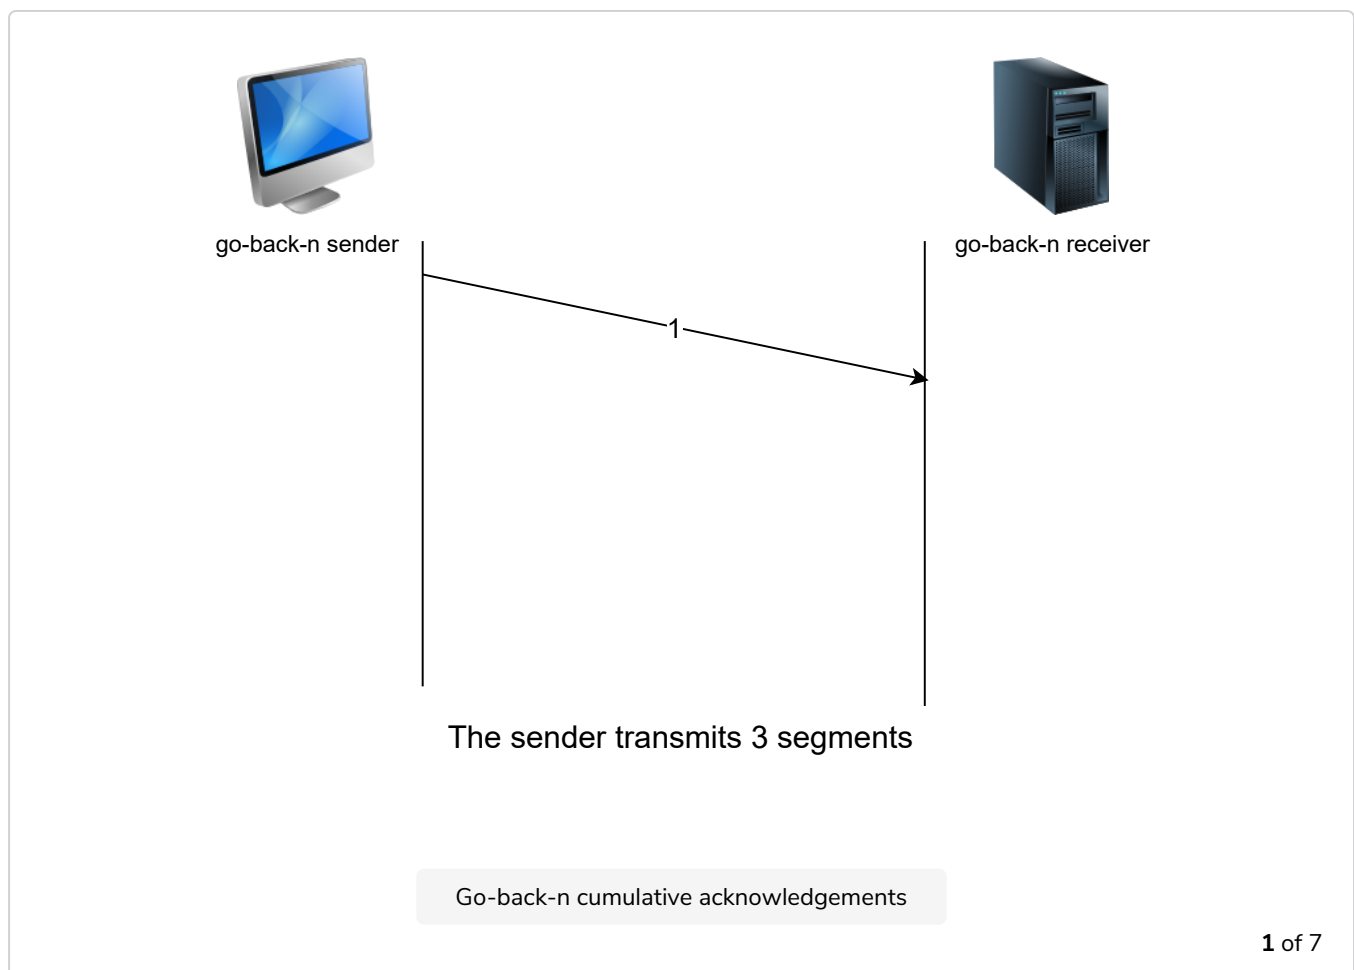 go-back-n sender
go-back-n receiver
1
The sender transmits 3 segments
Go-back-n cumulative acknowledgements
1 of 7